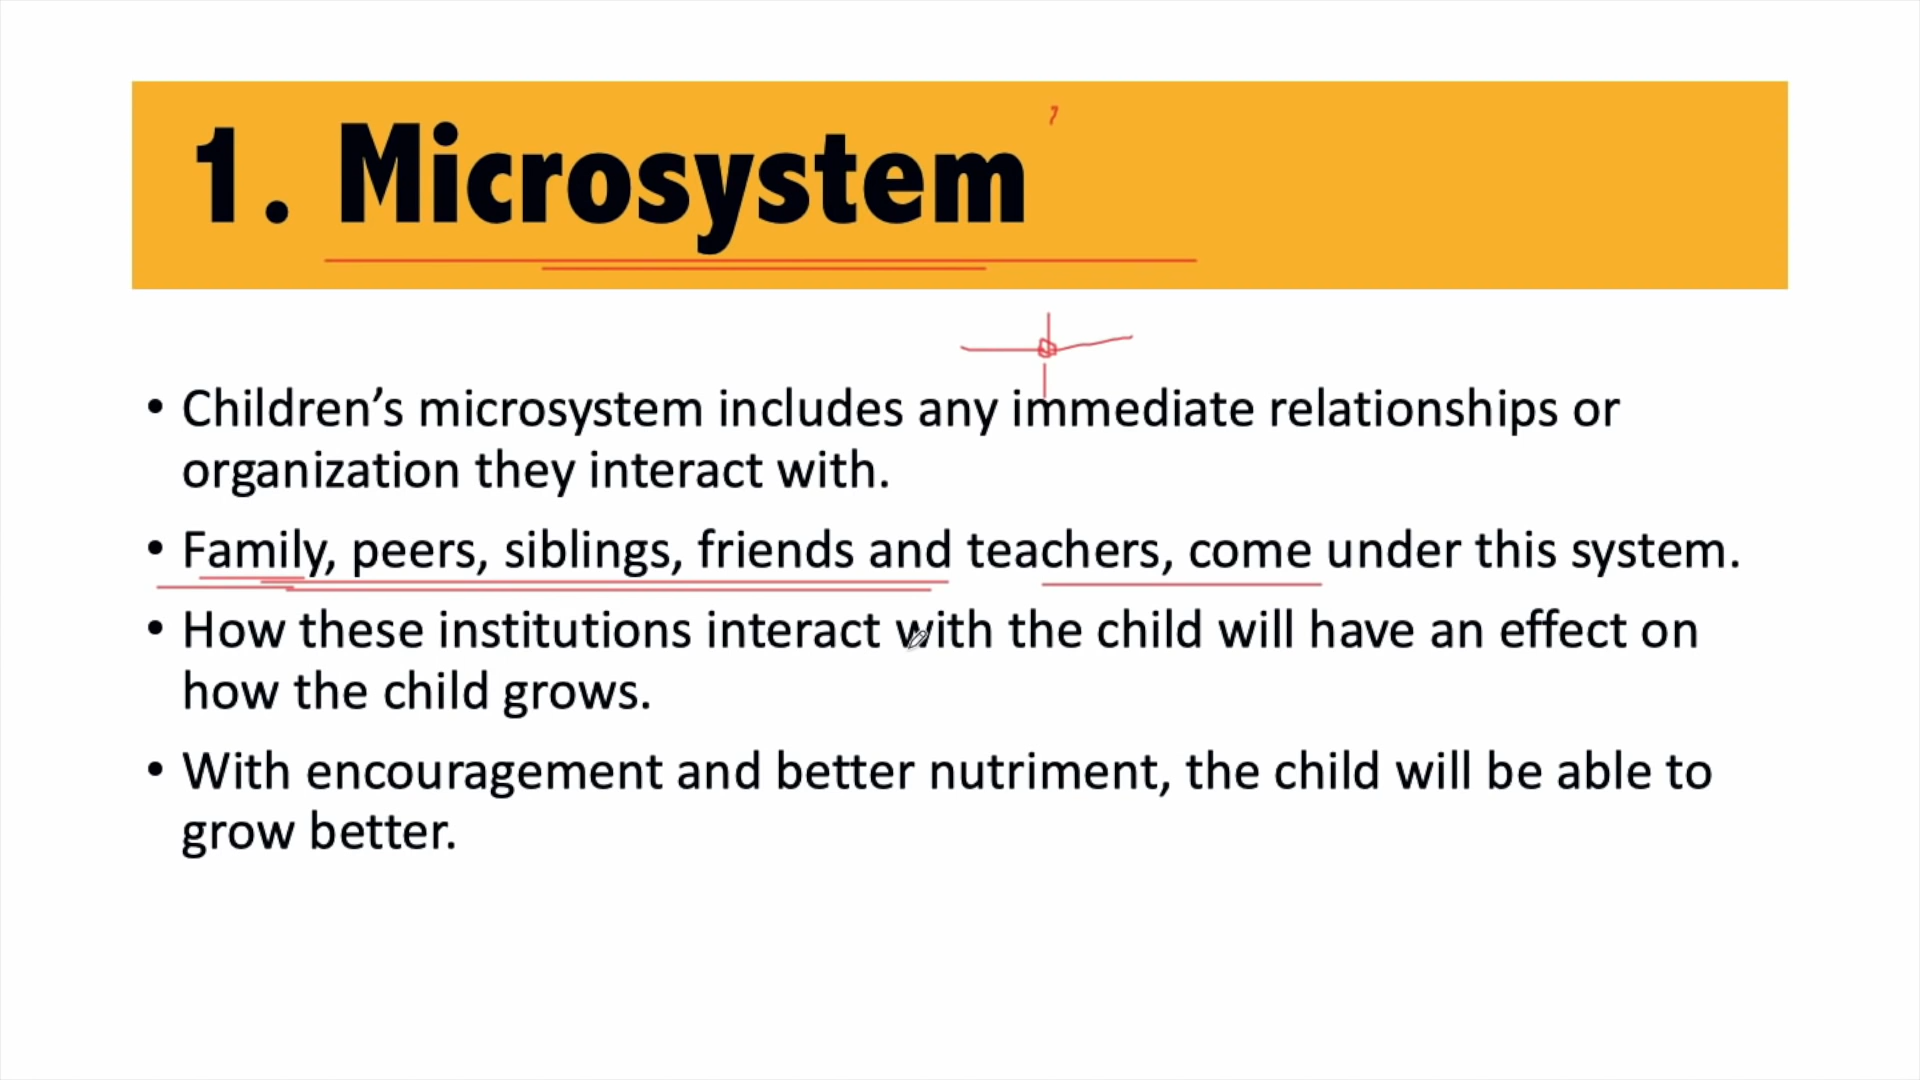 1. Microsystem
• Children’s microsystem includes any immediate relationships or
organization they interact with.
• Family, peers, siblings, friends and teachers, come under this system.
• How these institutions interact with the child will have an effect on
how the child grows.
• With encouragement and better nutriment, the child will be able to
grow better.